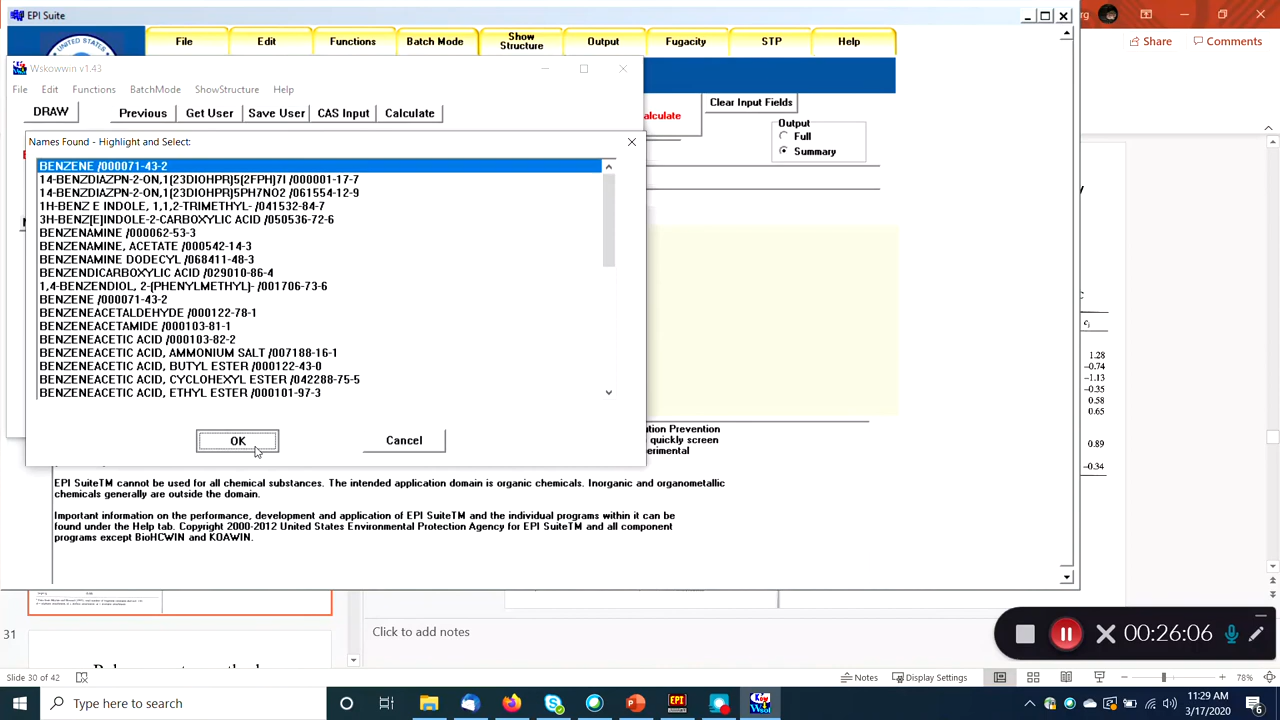 EPI Suite
Share
Comments
UNITED STATES
File
Edit
Functions
Batch Mode
Show Structure
Output
Fugacity
STP
Help
Wskowwin v1.43
File Edit Functions BatchMode ShowStructure Help
DRAW
Previous
Get User
Save User
CAS Input
Calculate
alculate
Clear Input Fields
Output
Full
Summary
Names Found - Highlight and Select:
BENZENE /000071-43-2
14-BENZDIAZPN-2-ON,1(23DIOHPR)5(2FPH)7I /000001-17-7
14-BENZDIAZPN-2-ON,1(23DIOHPR)5PH7NO2 /061554-12-9
1H-BENZ E INDOLE, 1,1,2-TRIMETHYL- /041532-84-7
3H-BENZ[E]INDOLE-2-CARBOXYLIC ACID /050536-72-6
BENZENAMINE /000062-53-3
BENZENAMINE, ACETATE /000542-14-3
BENZENAMINE DODECYL /068411-48-3
BENZENDICARBOXYLIC ACID /029010-86-4
1,4-BENZENDIOL, 2-(PHENYLMETHYL)- /001706-73-6
BENZENE /000071-43-2
BENZENEACETALDEHYDE /000122-78-1
BENZENEACETAMIDE /000103-81-1
BENZENEACETIC ACID /000103-82-2
BENZENEACETIC ACID, AMMONIUM SALT /007188-16-1
BENZENEACETIC ACID, BUTYL ESTER /000122-43-0
BENZENEACETIC ACID, CYCLOHEXYL ESTER /042288-75-5
BENZENEACETIC ACID, ETHYL ESTER /000101-97-3
OK
Cancel
ution Prevention
quickly screen
erimental
EPI SuiteTM cannot be used for all chemical substances. The intended application domain is organic chemicals. Inorganic and organometallic
chemicals generally are outside the domain.
Important information on the performance, development and application of EPI SuiteTM and the individual programs within it can be
found under the Help tab. Copyright 2000-2012 United States Environmental Protection Agency for EPI SuiteTM and all component
programs except BioHCWIN and KOAWIN.
1.28
-0.74
-1.13
-0.35
0.58
0.65
0.89
-0.34
31
Click to add notes
00:26:06
Slide 30 of 42
Notes
Display Settings
78%
Type here to search
EPI
11:29 AM
3/17/2020
6